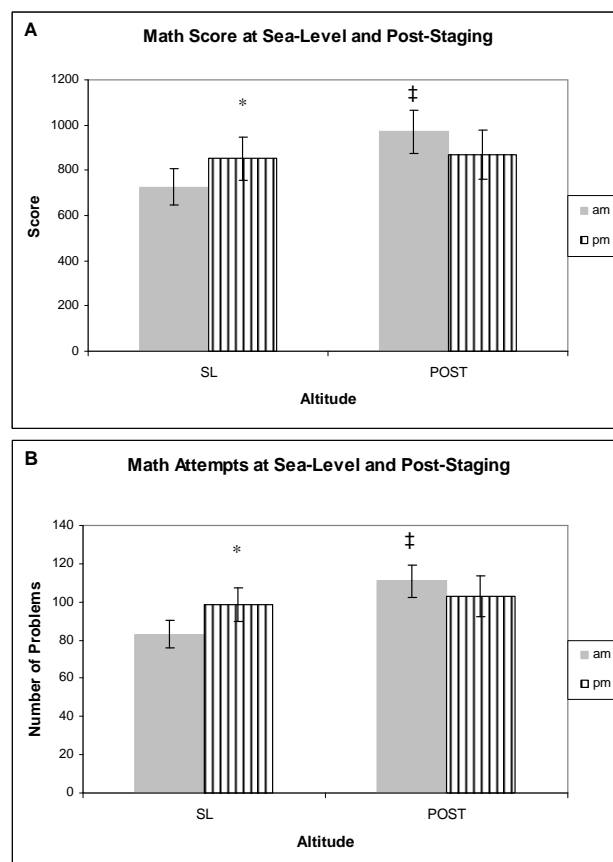 A
Math Score at Sea-Level and Post-Staging
1200
1000
800
600
400
200
0
Score
*
‡
SL
POST
Altitude
am
pm
B
Math Attempts at Sea-Level and Post-Staging
140
120
100
80
60
40
20
0
Number of Problems
*
‡
SL
POST
Altitude
am
pm